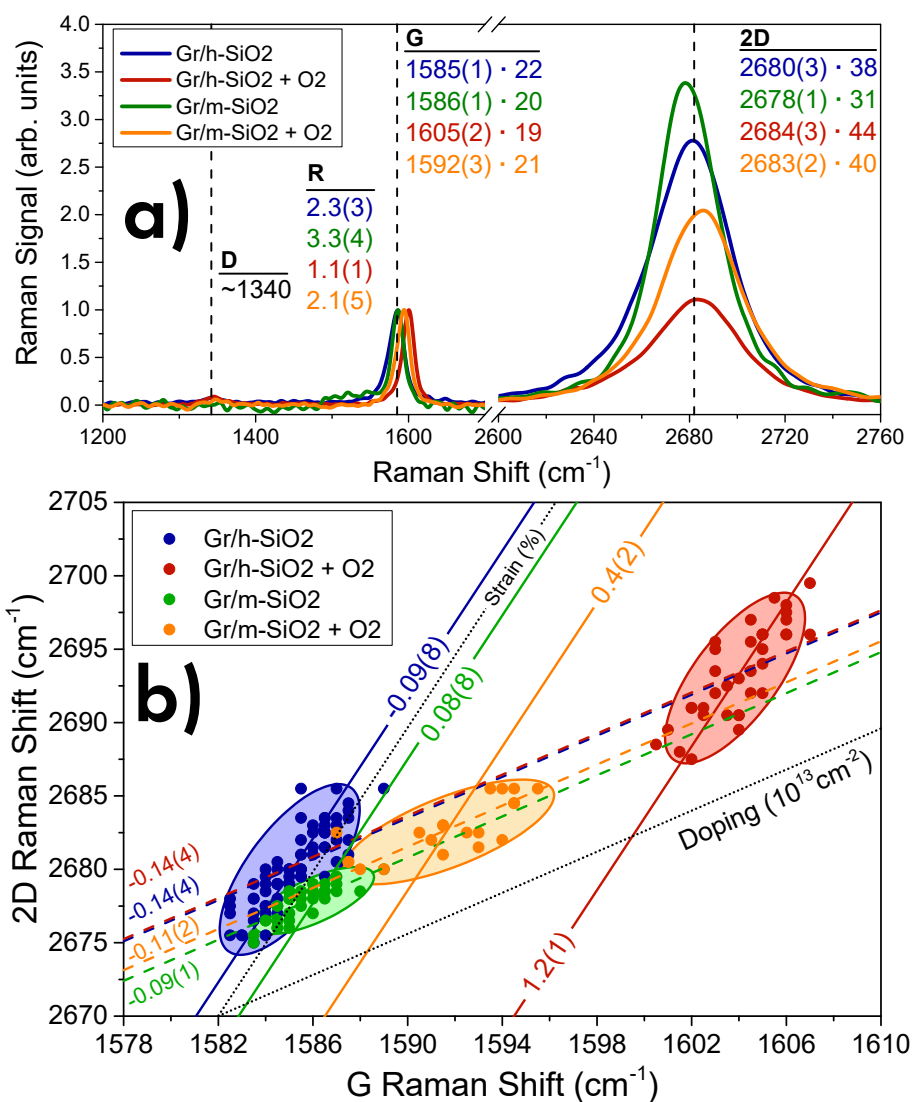 a)
Raman Signal (arb. units)
4.0
3.5
3.0
2.5
2.0
1.5
1.0
0.5
0.0
Gr/h-SiO2
Gr/h-SiO2 + O2
Gr/m-SiO2
Gr/m-SiO2 + O2
G
1585(1) · 22
1586(1) · 20
1605(2) · 19
1592(3) · 21
2D
2680(3) · 38
2678(1) · 31
2684(3) · 44
2683(2) · 40
R
2.3(3)
3.3(4)
1.1(1)
2.1(5)
D
~1340
1200 1400 1600 2600 2600 2640 2680 2720 2760
Raman Shift (cm⁻¹)
b)
2D Raman Shift (cm⁻¹)
2705
2700
2695
2690
2685
2680
2675
2670
Gr/h-SiO2
Gr/h-SiO2 + O2
Gr/m-SiO2
Gr/m-SiO2 + O2
Strain (%)
-0.09(8)
0.08(8)
0.4(2)
1.2(1)
Doping (10¹³cm⁻²)
-0.14(4)
-0.14(4)
-0.11(2)
-0.09(1)
1578 1582 1586 1590 1594 1598 1602 1606 1610
G Raman Shift (cm⁻¹)